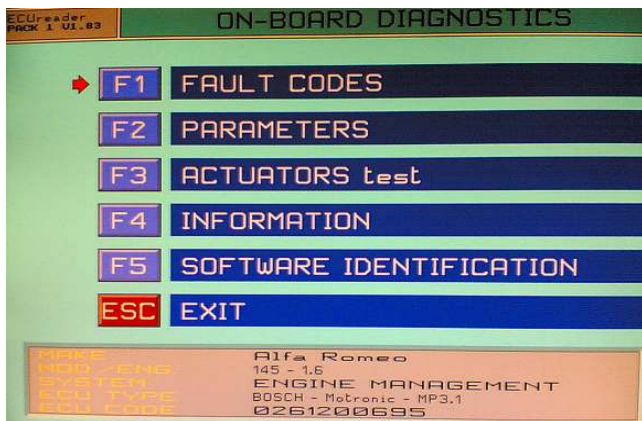 ECUreader
PACK 1 V1.83
ON-BOARD DIAGNOSTICS
F1 FAULT CODES
F2 PARAMETERS
F3 ACTUATORS test
F4 INFORMATION
F5 SOFTWARE IDENTIFICATION
ESC EXIT
MAKE Alfa Romeo
MOD/ENG 145 - 1.6
SYSTEM ENGINE MANAGEMENT
ECU TYPE BOSCH - Motronic - MP3.1
ECU CODE 0261200695